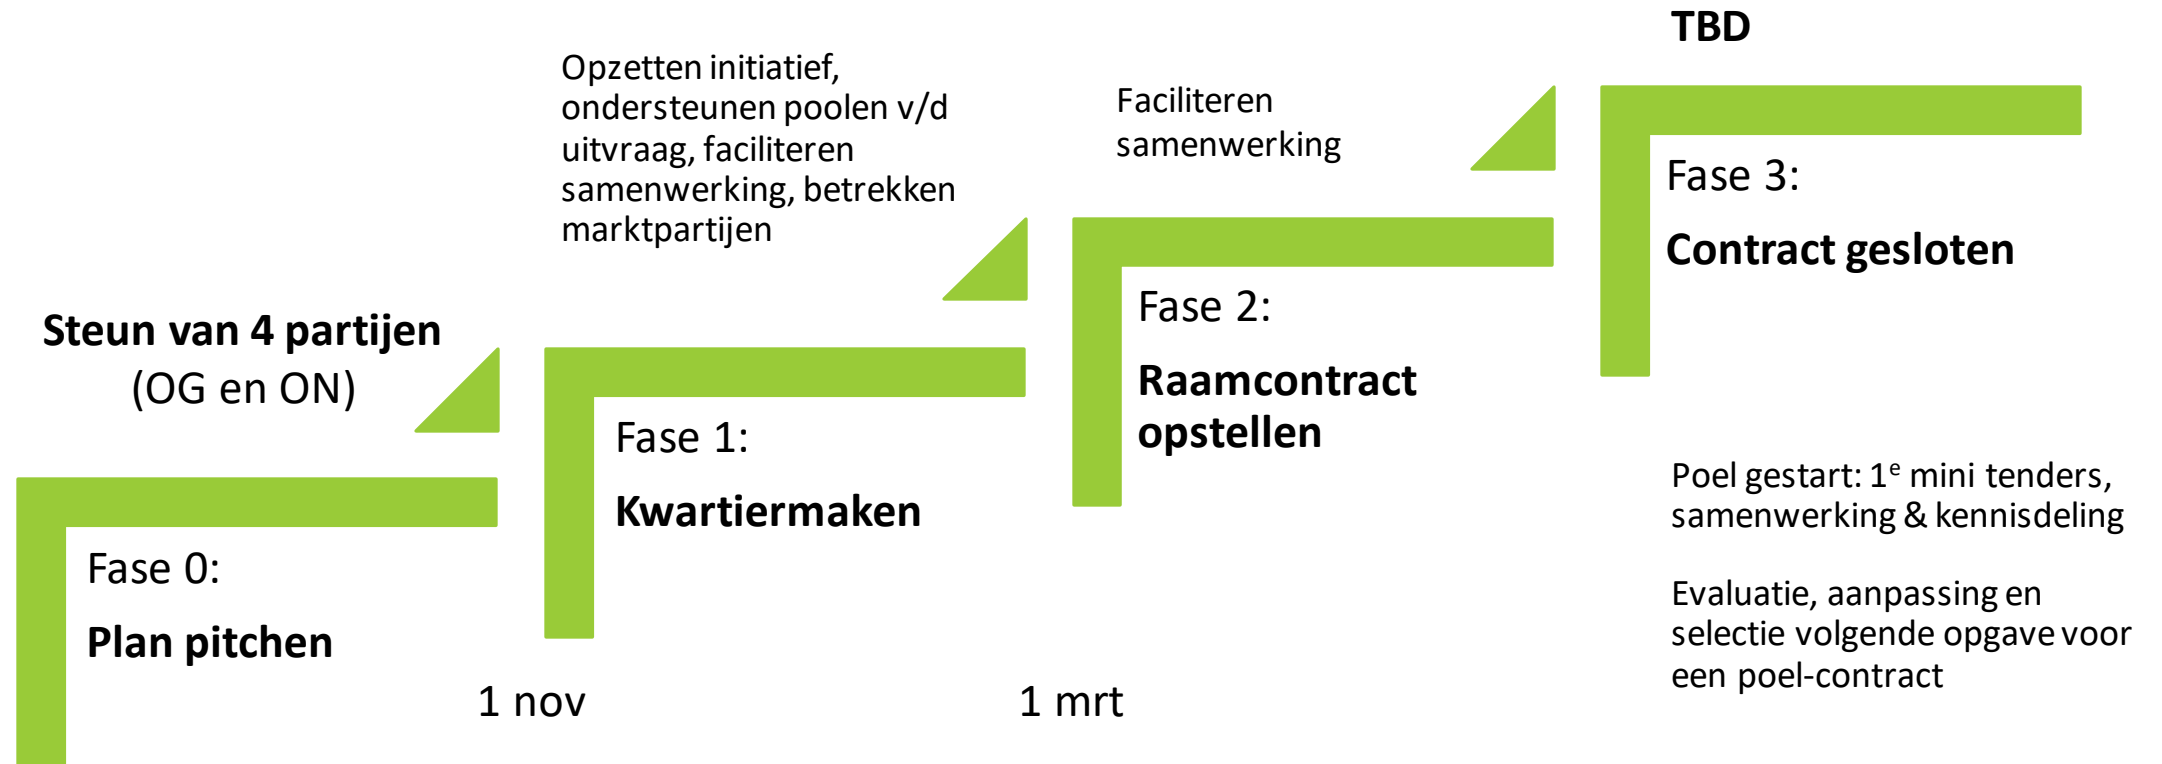 Steun van 4 partijen
(OG en ON)
Fase 0:
Plan pitchen
1 nov
Opzetten initiatief,
ondersteunen poolen v/d
uitvraag, faciliteren
samenwerking, betrekken
marktpartijen
Fase 1:
Kwartiermaken
1 mrt
Faciliteren
samenwerking
Fase 2:
Raamcontract
opstellen
TBD
Fase 3:
Contract gesloten
Poel gestart: 1e mini tenders,
samenwerking & kennisdeling
Evaluatie, aanpassing en
selectie volgende opgave voor
een poel-contract